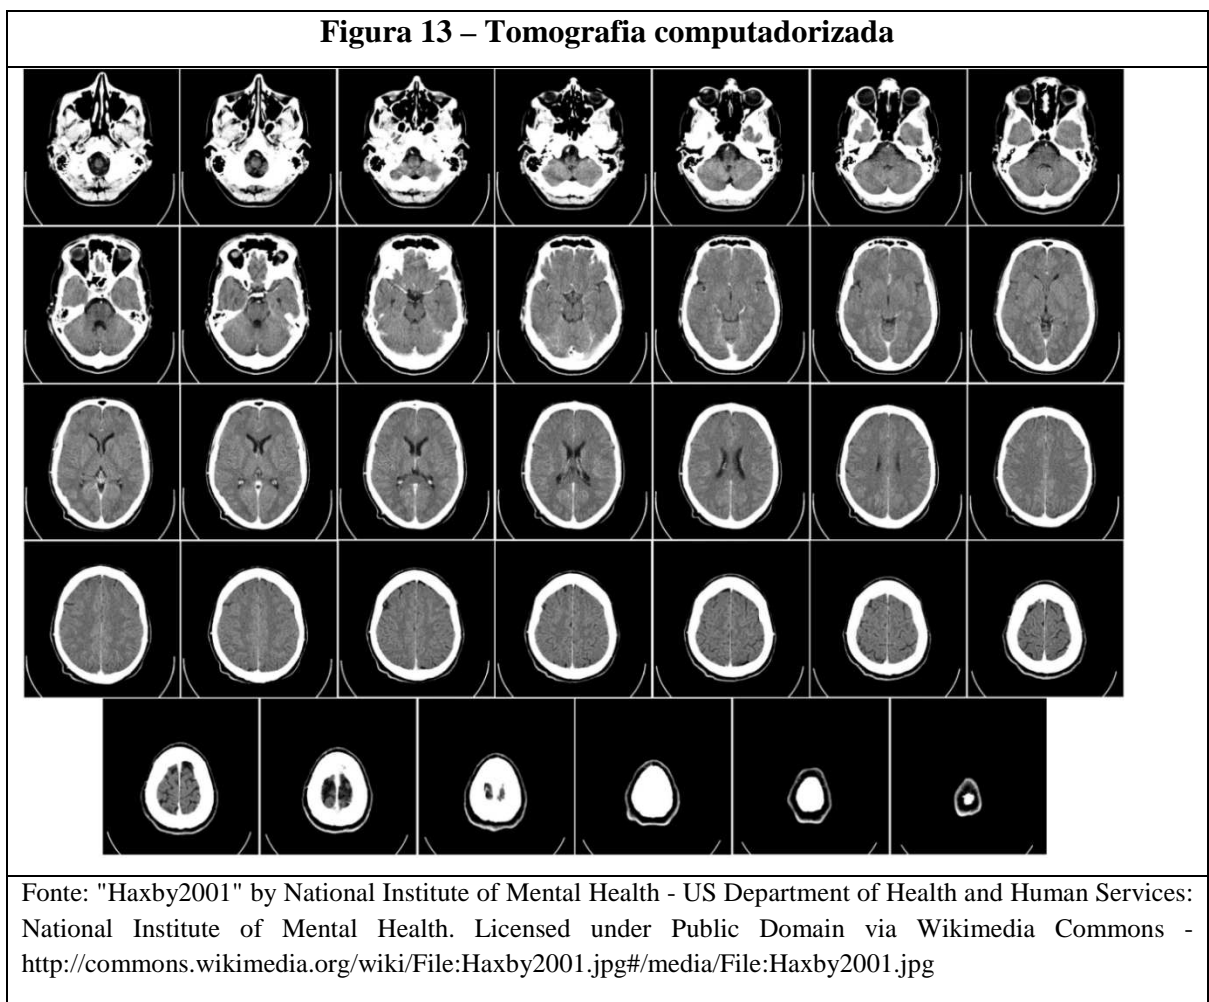 Figura 13 – Tomografia computadorizada
Fonte: "Haxby2001" by National Institute of Mental Health - US Department of Health and Human Services:
National Institute of Mental Health. Licensed under Public Domain via Wikimedia Commons -
http://commons.wikimedia.org/wiki/File:Haxby2001.jpg#/media/File:Haxby2001.jpg